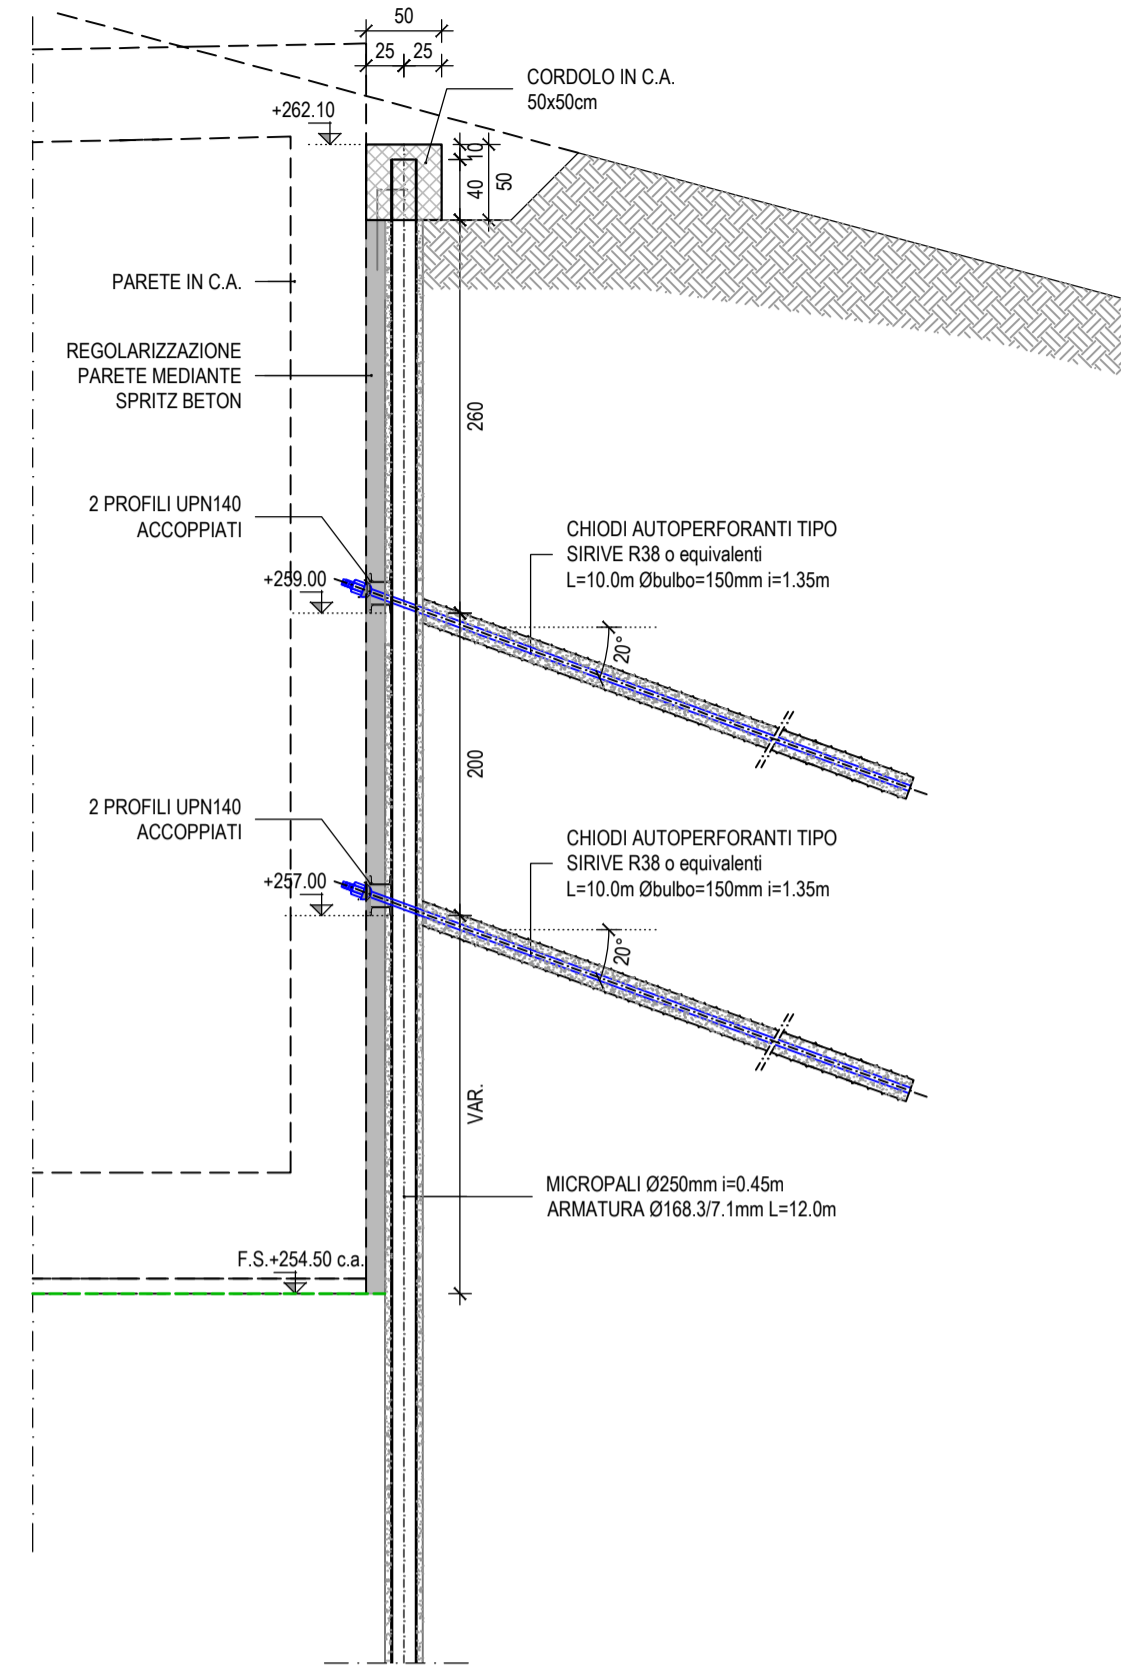 50
25 25
CORDOLO IN C.A.
50x50cm
+262.10
10
40
50
PARETE IN C.A.
REGOLARIZZAZIONE
PARETE MEDIANTE
SPRITZ BETON
260
2 PROFILI UPN140
ACCOPPIATI
CHIODI AUTOPERFORANTI TIPO
SIRIVE R38 o equivalenti
L=10.0m Øbulbo=150mm i=1.35m
+259.00
20°
200
2 PROFILI UPN140
ACCOPPIATI
CHIODI AUTOPERFORANTI TIPO
SIRIVE R38 o equivalenti
L=10.0m Øbulbo=150mm i=1.35m
+257.00
20°
VAR.
MICROPALI Ø250mm i=0.45m
ARMATURA Ø168.3/7.1mm L=12.0m
F.S.+254.50 c.a.